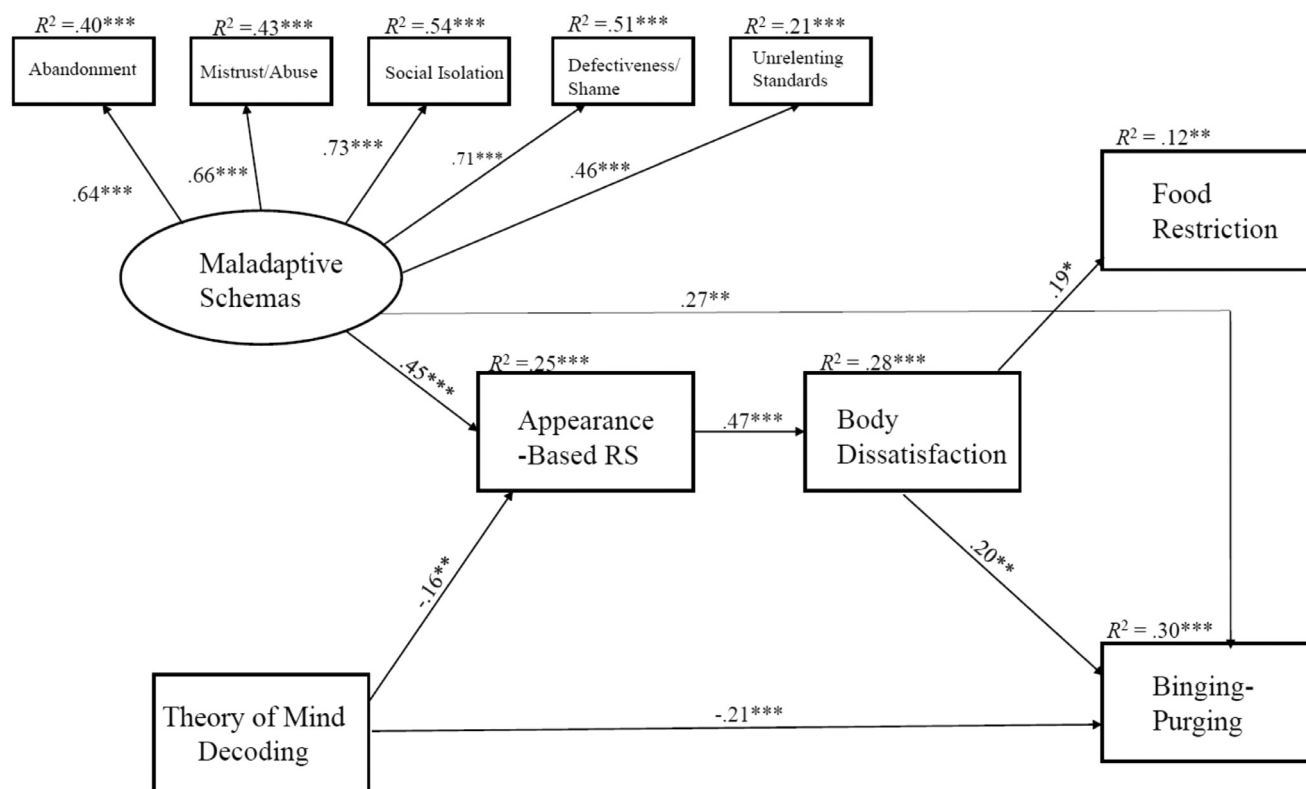 R² =.40***
R² =.43***
R² =.54***
R² =.51***
R² =.21***
Abandonment
Mistrust/Abuse
Social Isolation
Defectiveness/
Shame
Unrelenting
Standards
.64***
.66***
.73***
.71***
.46***
R² = .12**
Food
Restriction
Maladaptive
Schemas
.27**
.19*
.45***
R² =.25***
Appearance
-Based RS
.47***
R² = .28***
Body
Dissatisfaction
-.16**
.20**
R² = .30***
Binging-
Purging
Theory of Mind
Decoding
-.21***